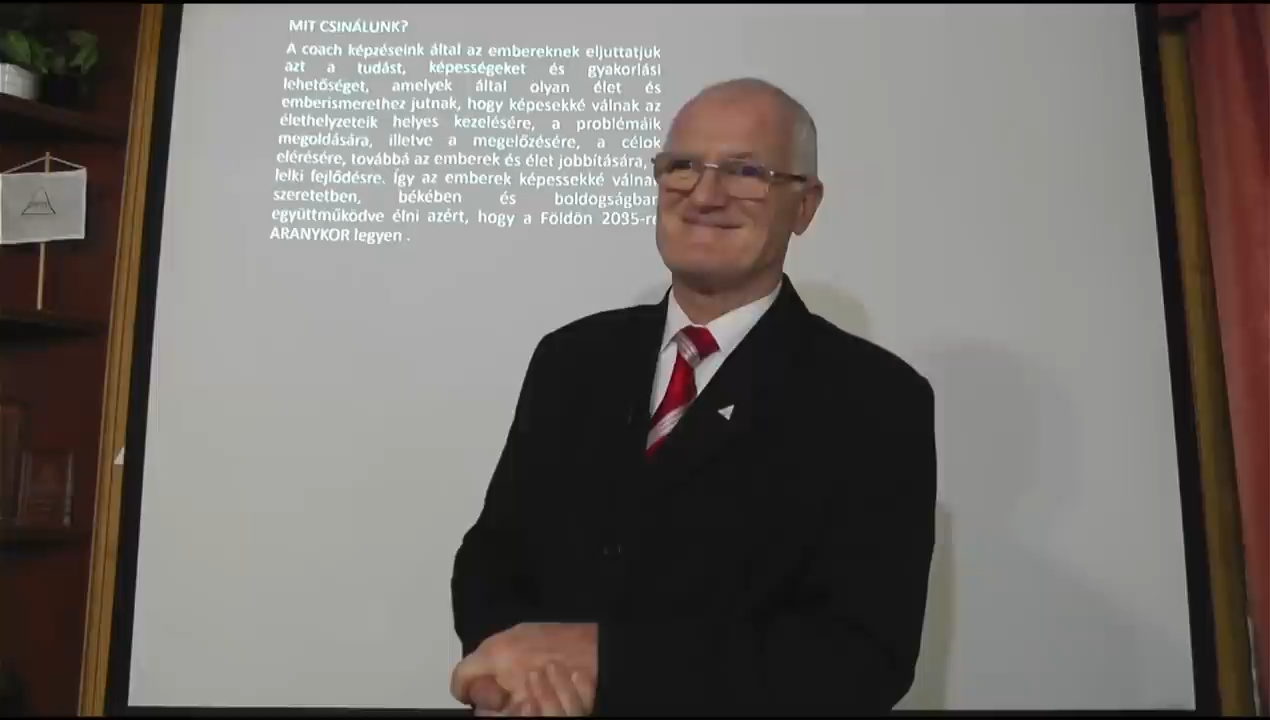 MIT CSINÁLUNK?
A coach képzéseink által az embereknek eljuttatjuk
azt a tudást, képességeket és gyakorlási
lehetőséget, amelyek által olyan élet és
emberismerethez jutnak, hogy képesekké válnak az
élethelyzeteik helyes kezelésére, a problémáik
megoldására, illetve a megelőzésére, a célok
elérésére, továbbá az emberek és élet jobbítására,
lelki fejlődésre. Így az emberek képessekké válna
szeretetben, békében és boldogságban
együttműködve élni azért, hogy a Földön 2035-re
ARANYKOR legyen .